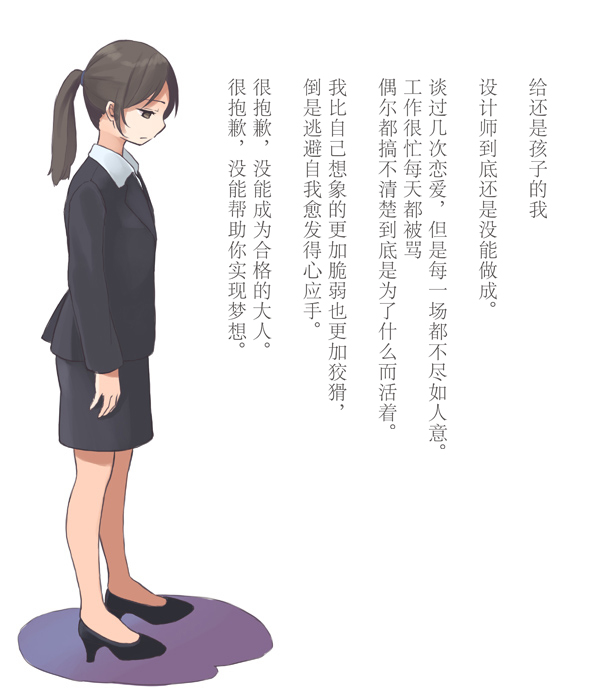 给还是孩子的我
设计师到底还是没能做成。
谈过几次恋爱，但是每一场都不尽如人意。
工作很忙每天都被骂
偶尔都搞不清楚到底是为了什么而活着。
我比自己想象的更加脆弱也更加狡猾，
倒是逃避自我愈发得心应手。
很抱歉，没能成为合格的大人。
很抱歉，没能帮助你实现梦想。